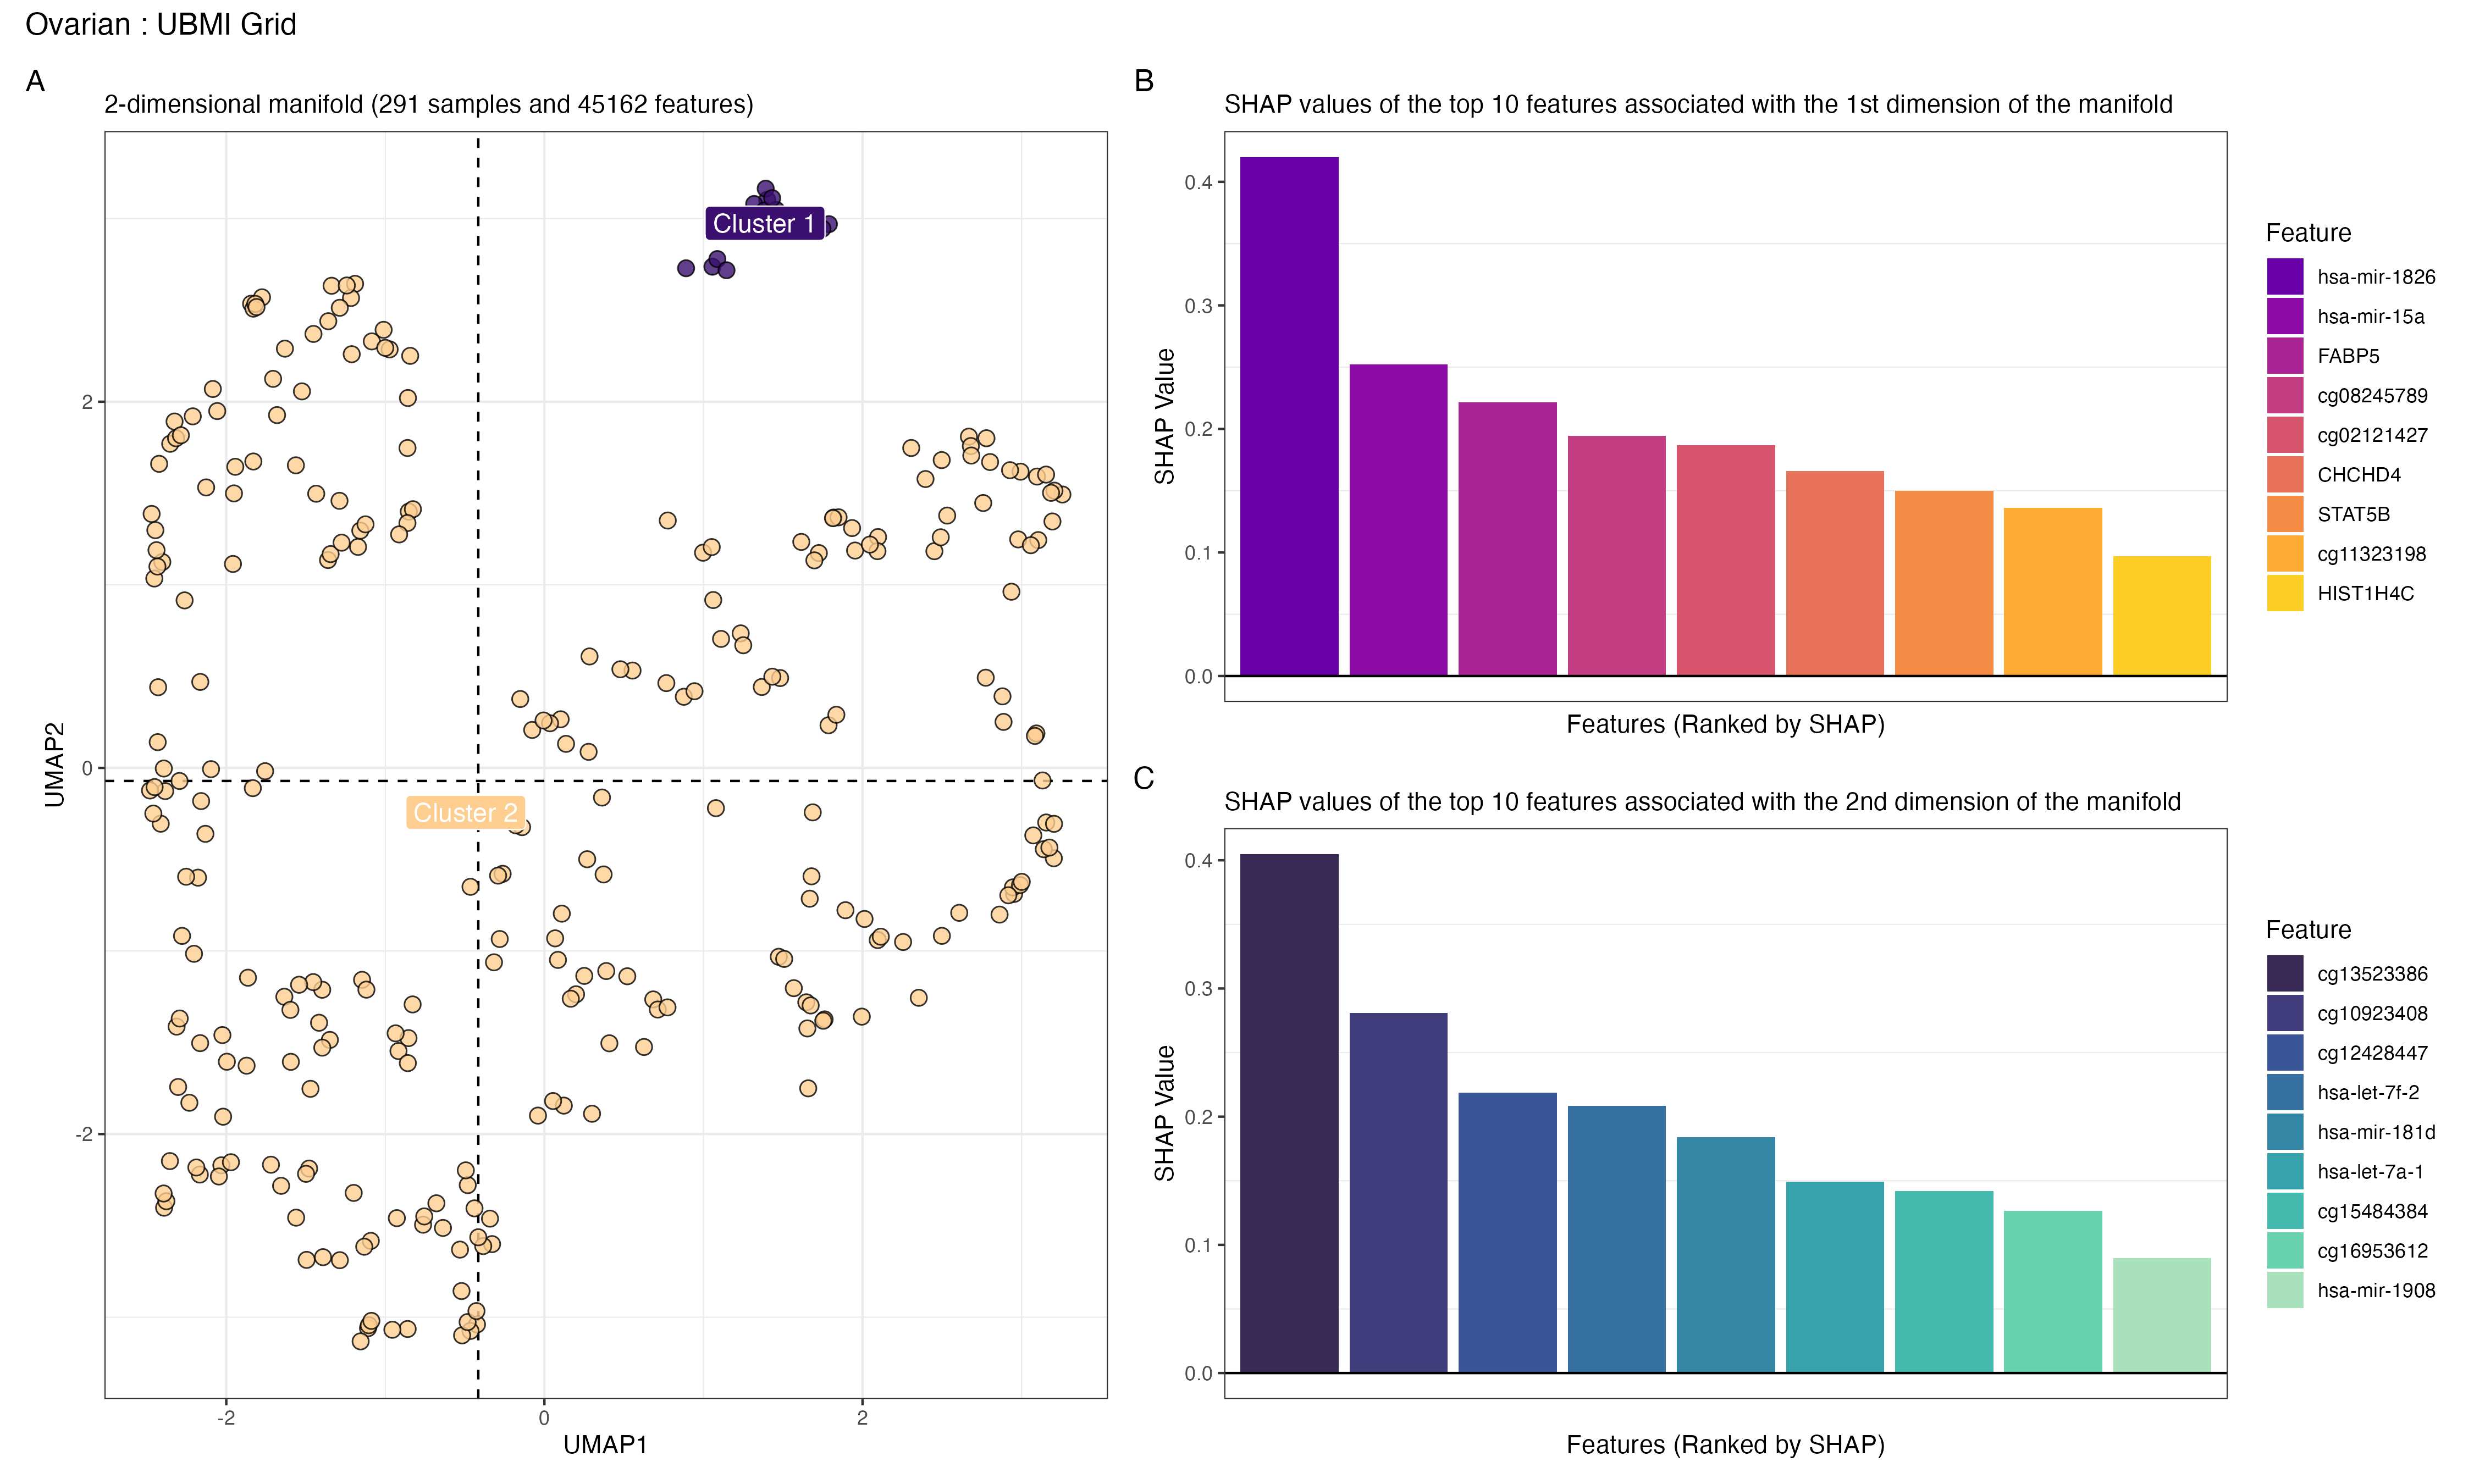 Ovarian : UBMI Grid
A
2-dimensional manifold (291 samples and 45162 features)
Cluster 1
Cluster 2
2
0
-2
UMAP2
-2
0
2
UMAP1
B
SHAP values of the top 10 features associated with the 1st dimension of the manifold
0.4
0.3
0.2
0.1
0.0
SHAP Value
Features (Ranked by SHAP)
Feature
hsa-mir-1826
hsa-mir-15a
FABP5
cg08245789
cg02121427
CHCHD4
STAT5B
cg11323198
HIST1H4C
C
SHAP values of the top 10 features associated with the 2nd dimension of the manifold
0.4
0.3
0.2
0.1
0.0
SHAP Value
Features (Ranked by SHAP)
Feature
cg13523386
cg10923408
cg12428447
hsa-let-7f-2
hsa-mir-181d
hsa-let-7a-1
cg15484384
cg16953612
hsa-mir-1908